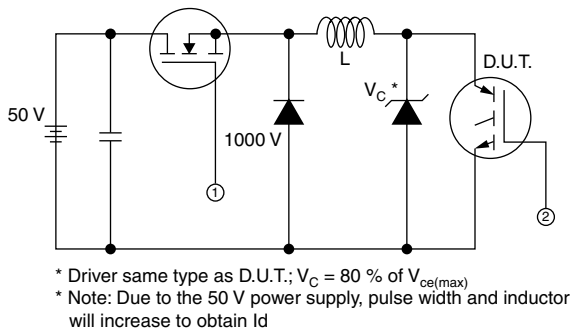 L
D.U.T.
V_C *
50 V
1000 V
①
②
* Driver same type as D.U.T.; V_C = 80 % of V_ce(max)
* Note: Due to the 50 V power supply, pulse width and inductor
will increase to obtain Id